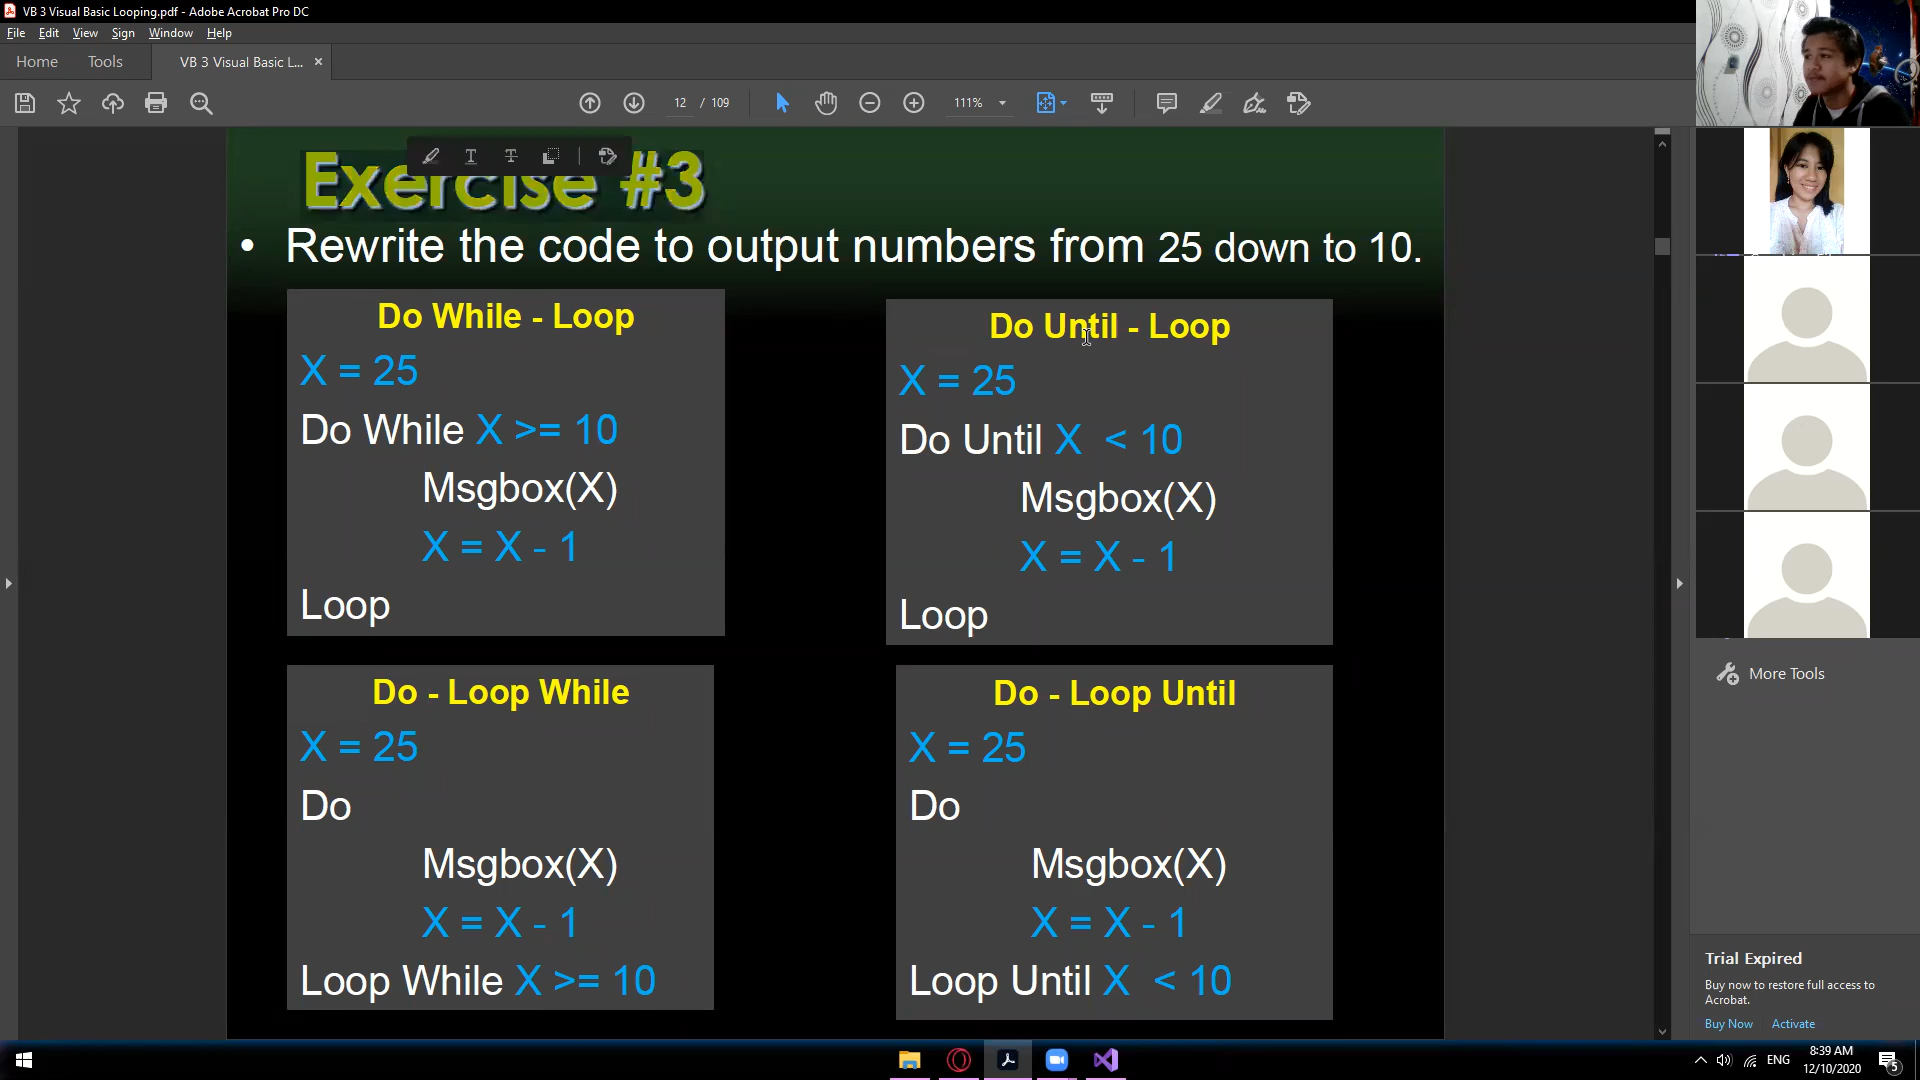 VB 3 Visual Basic Looping.pdf - Adobe Acrobat Pro DC
File Edit View Sign Window Help
Home Tools VB 3 Visual Basic L... ×
12 / 109 111%
Exercise #3
• Rewrite the code to output numbers from 25 down to 10.
Do While - Loop
X = 25
Do While X >= 10
Msgbox(X)
X = X - 1
Loop
Do Until - Loop
X = 25
Do Until X < 10
Msgbox(X)
X = X - 1
Loop
Do - Loop While
X = 25
Do
Msgbox(X)
X = X - 1
Loop While X >= 10
Do - Loop Until
X = 25
Do
Msgbox(X)
X = X - 1
Loop Until X < 10
More Tools
Trial Expired
Buy now to restore full access to
Acrobat.
Buy Now Activate
ENG
8:39 AM
12/10/2020
5